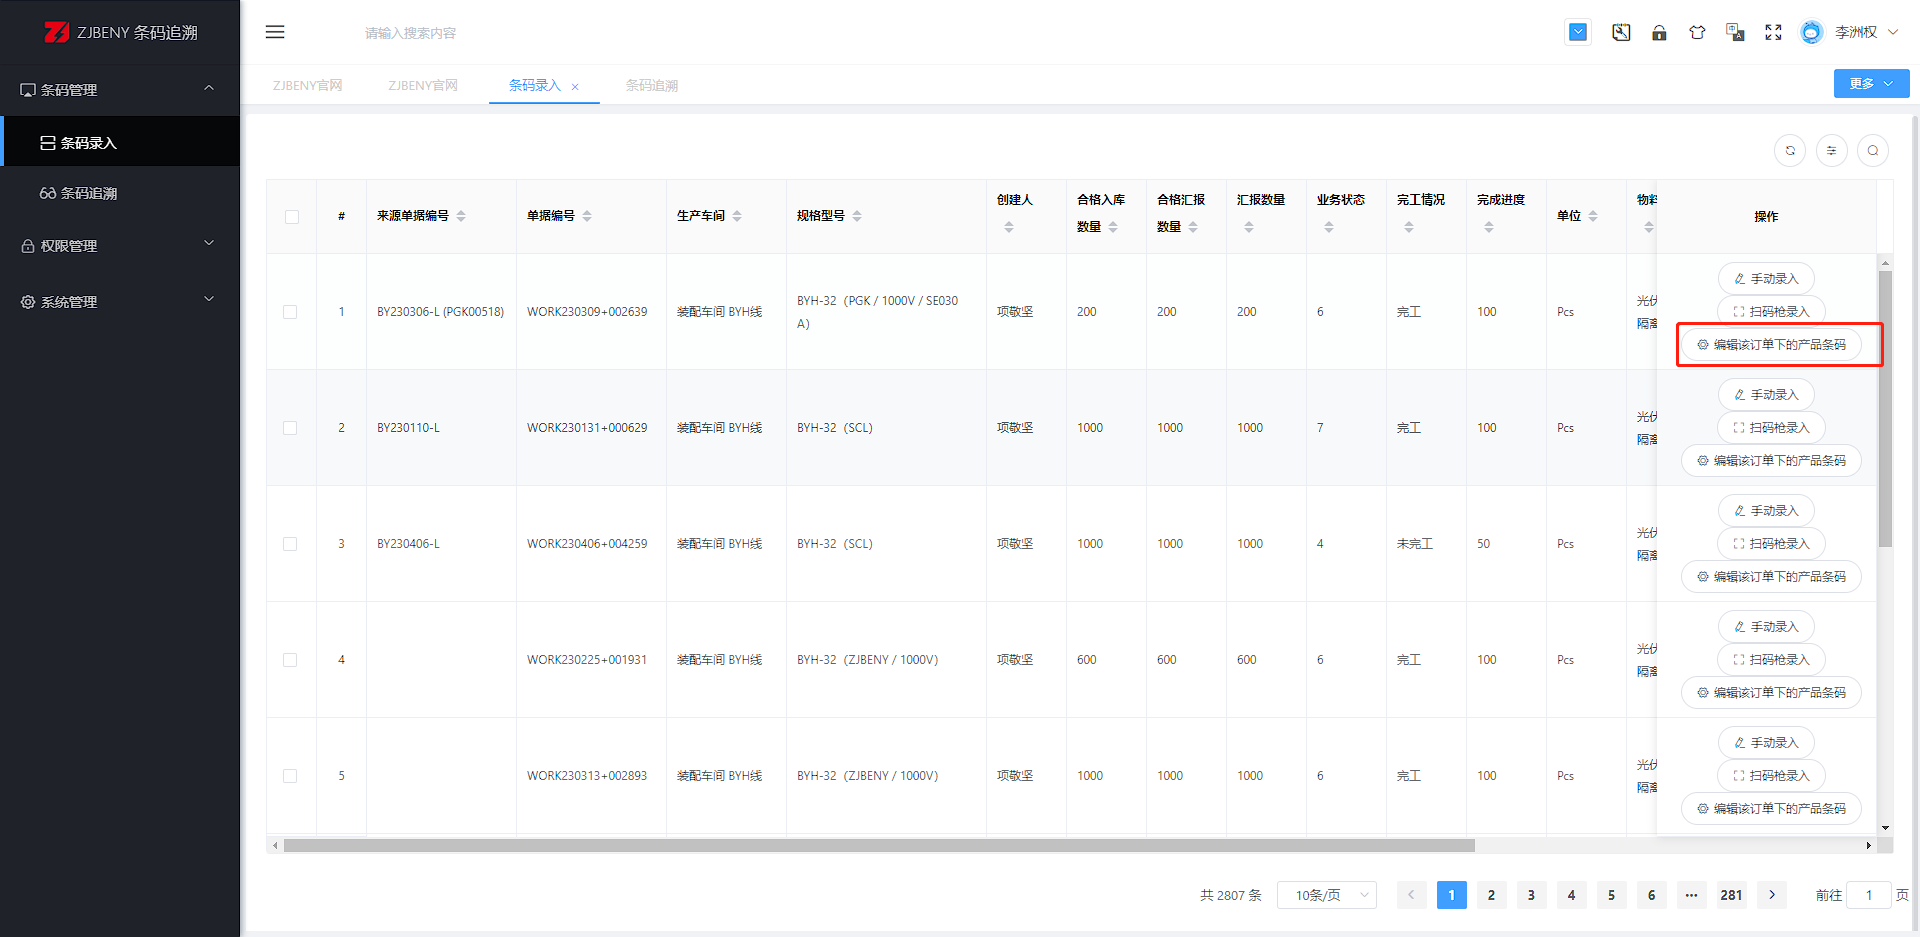 ZJBENY 条码追溯
条码管理
条码录入
条码追溯
权限管理
系统管理
请输入搜索内容
李洲权
ZJBENY官网 ZJBENY官网 条码录入 × 条码追溯
更多
# 来源单据编号 单据编号 生产车间 规格型号 创建人 合格入库数量 合格汇报数量 汇报数量 业务状态 完工情况 完成进度 单位 物料 操作
1 BY230306-L (PGK00518) WORK230309+002639 装配车间 BYH线 BYH-32（PGK / 1000V / SE030A） 项敬坚 200 200 200 6 完工 100 Pcs 光伏
隔离
手动录入
扫码枪录入
编辑该订单下的产品条码
2 BY230110-L WORK230131+000629 装配车间 BYH线 BYH-32（SCL） 项敬坚 1000 1000 1000 7 完工 100 Pcs 光伏
隔离
手动录入
扫码枪录入
编辑该订单下的产品条码
3 BY230406-L WORK230406+004259 装配车间 BYH线 BYH-32（SCL） 项敬坚 1000 1000 1000 4 未完工 50 Pcs 光伏
隔离
手动录入
扫码枪录入
编辑该订单下的产品条码
4 WORK230225+001931 装配车间 BYH线 BYH-32（ZJBENY / 1000V） 项敬坚 600 600 600 6 完工 100 Pcs 光伏
隔离
手动录入
扫码枪录入
编辑该订单下的产品条码
5 WORK230313+002893 装配车间 BYH线 BYH-32（ZJBENY / 1000V） 项敬坚 1000 1000 1000 6 完工 100 Pcs 光伏
隔离
手动录入
扫码枪录入
编辑该订单下的产品条码
共 2807 条 10条/页 < 1 2 3 4 5 6 ··· 281 > 前往 1 页